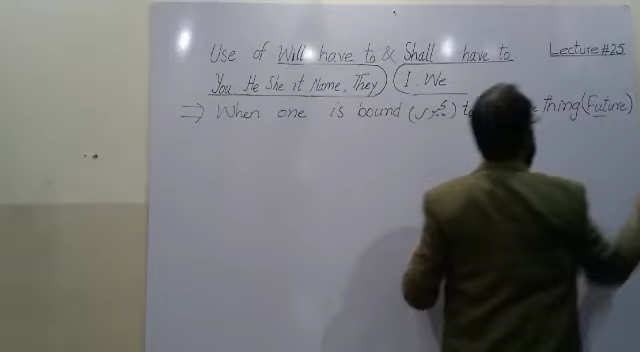 Use of Will have to & Shall have to Lecture #25
You He She it Name, They) (I. We
⇒ When one is bound (مجبور) thing (Future)